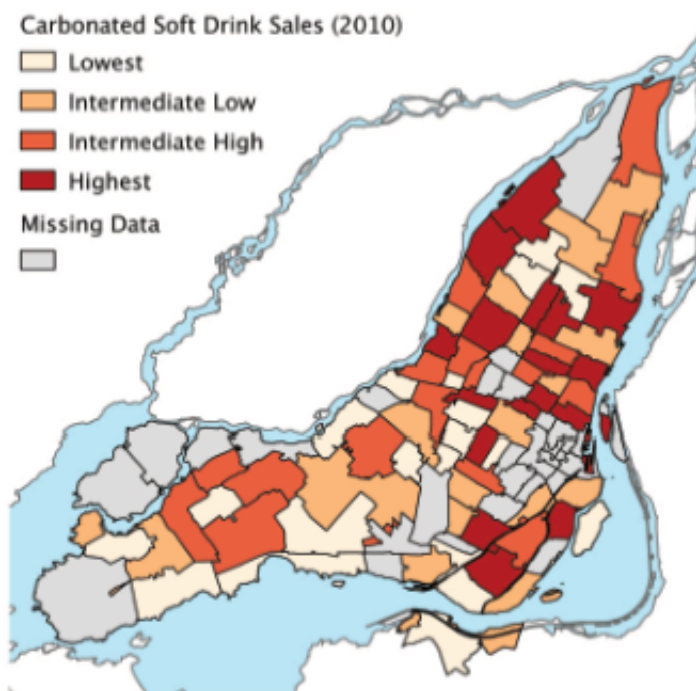 Carbonated Soft Drink Sales (2010)
Lowest
Intermediate Low
Intermediate High
Highest
Missing Data